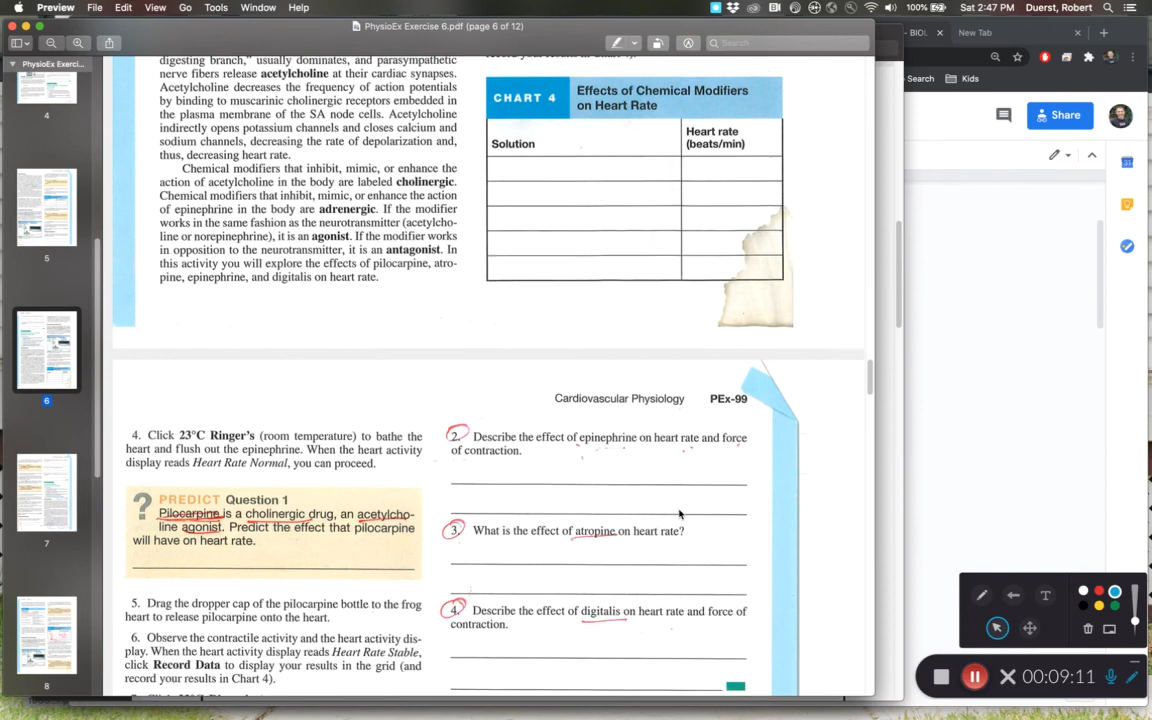 Preview File Edit View Go Tools Window Help 100% Sat 2:47 PM Duerst, Robert
PhysioEx Exercise 6.pdf (page 6 of 12)
Search
- BIOL
New Tab
Search Kids
Share
PhysioEx Exerci...
4
5
6
7
8
digesting branch," usually dominates, and parasympathetic
nerve fibers release acetylcholine at their cardiac synapses.
Acetylcholine decreases the frequency of action potentials
by binding to muscarinic cholinergic receptors embedded in
the plasma membrane of the SA node cells. Acetylcholine
indirectly opens potassium channels and closes calcium and
sodium channels, decreasing the rate of depolarization and,
thus, decreasing heart rate.
Chemical modifiers that inhibit, mimic, or enhance the
action of acetylcholine in the body are labeled cholinergic.
Chemical modifiers that inhibit, mimic, or enhance the action
of epinephrine in the body are adrenergic. If the modifier
works in the same fashion as the neurotransmitter (acetylcho-
line or norepinephrine), it is an agonist. If the modifier works
in opposition to the neurotransmitter, it is an antagonist. In
this activity you will explore the effects of pilocarpine, atro-
pine, epinephrine, and digitalis on heart rate.
CHART 4 Effects of Chemical Modifiers
on Heart Rate
Solution
Heart rate
(beats/min)
Cardiovascular Physiology PEx-99
4. Click 23°C Ringer's (room temperature) to bathe the
heart and flush out the epinephrine. When the heart activity
display reads Heart Rate Normal, you can proceed.
? PREDICT Question 1
Pilocarpine is a cholinergic drug, an acetylcho-
line agonist. Predict the effect that pilocarpine
will have on heart rate.
5. Drag the dropper cap of the pilocarpine bottle to the frog
heart to release pilocarpine onto the heart.
6. Observe the contractile activity and the heart activity dis-
play. When the heart activity display reads Heart Rate Stable,
click Record Data to display your results in the grid (and
record your results in Chart 4).
2. Describe the effect of epinephrine on heart rate and force
of contraction.
3. What is the effect of atropine on heart rate?
4. Describe the effect of digitalis on heart rate and force of
contraction.
00:09:11